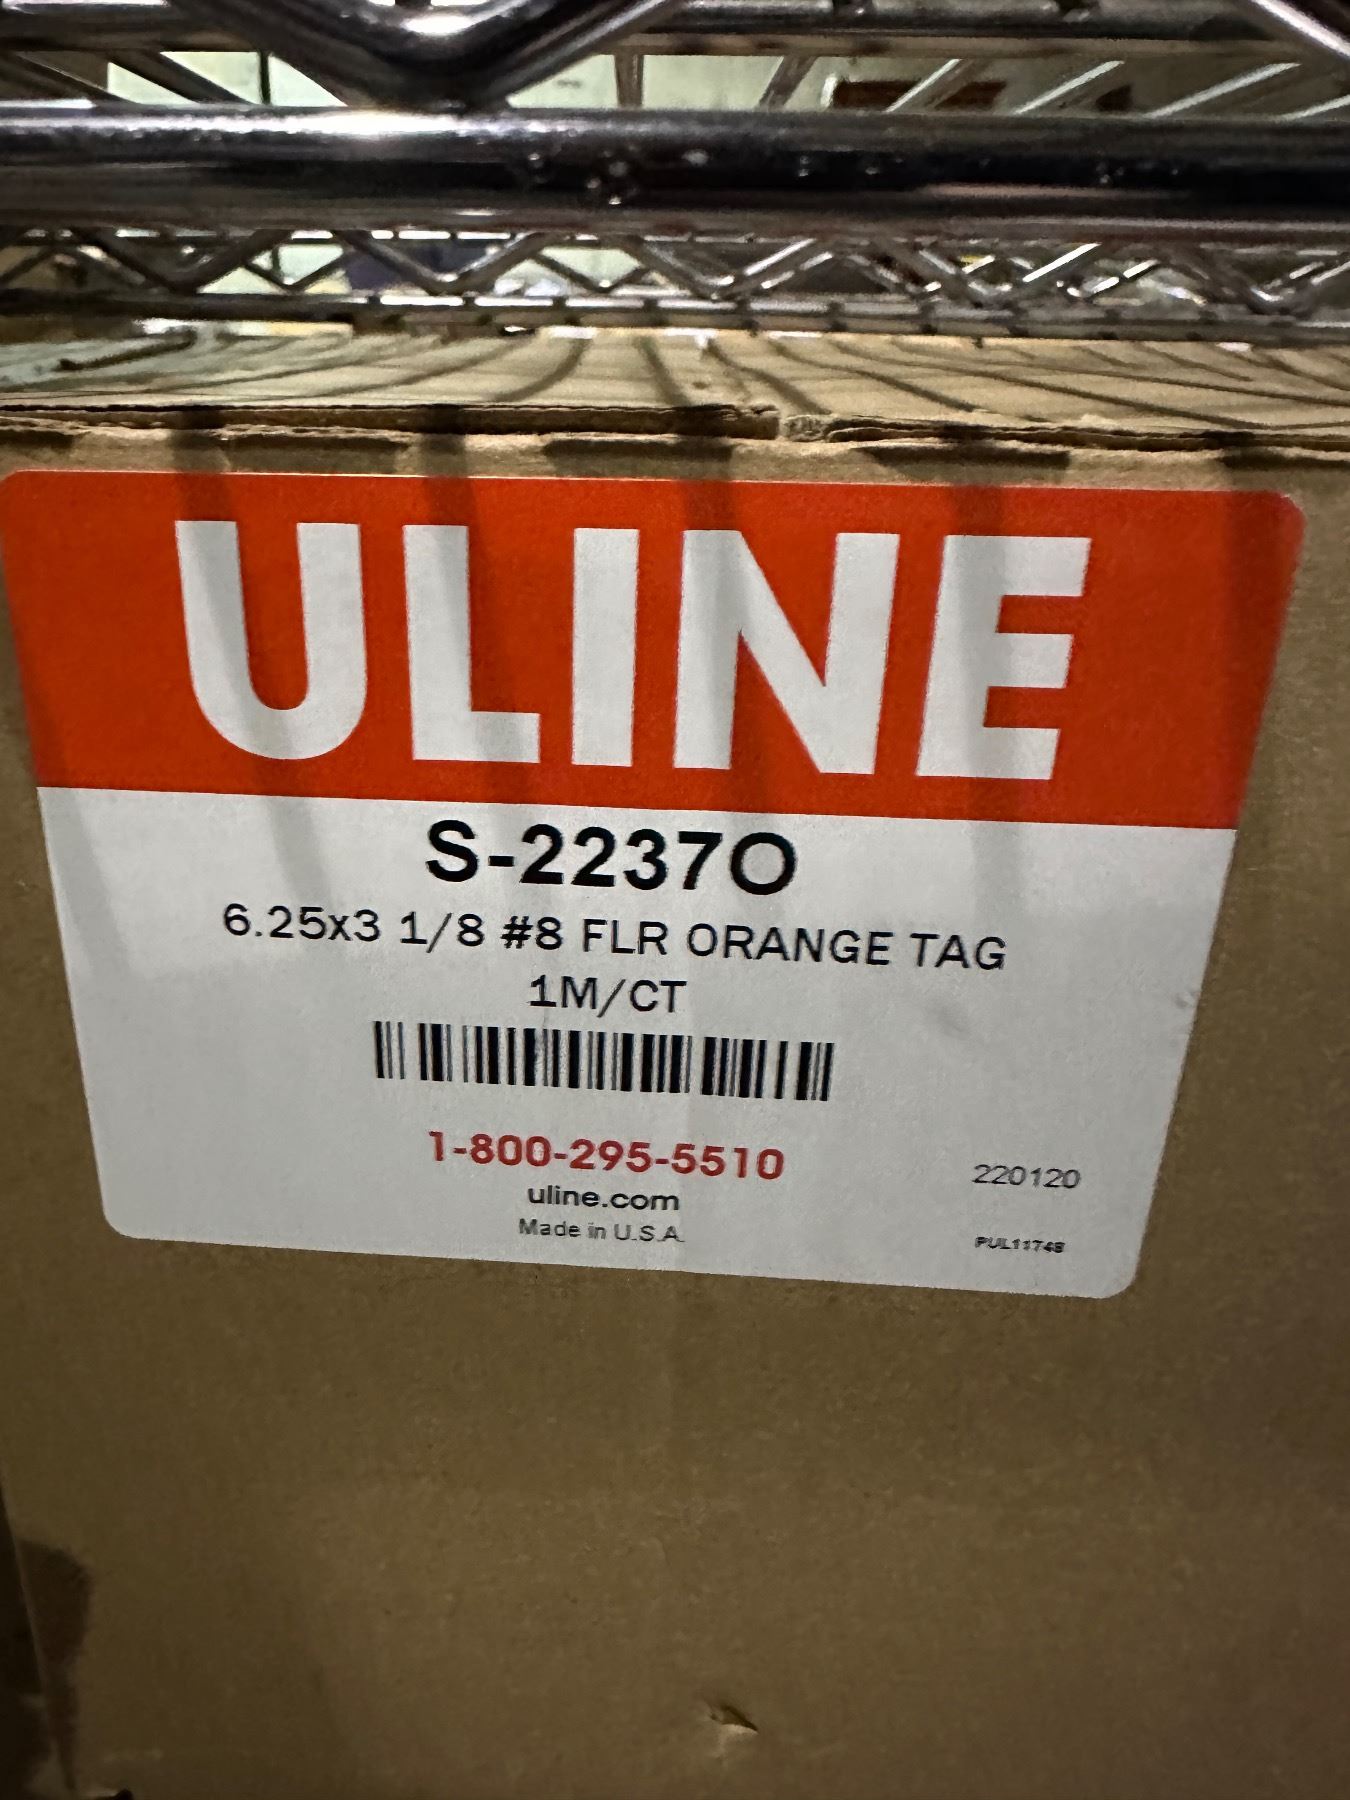 ULINE
S-2237O
6.25x3 1/8 #8 FLR ORANGE TAG
1M/CT
1-800-295-5510
uline.com
Made in U.S.A.
220120
PUL11748